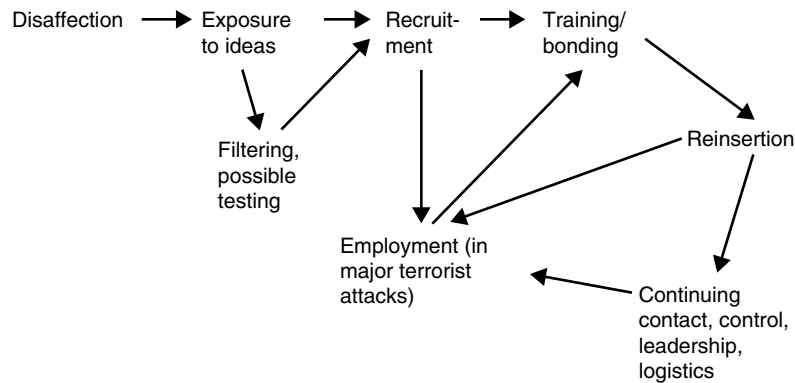 Disaffection
Exposure
to ideas
Recruit-
ment
Training/
bonding
Filtering,
possible
testing
Reinsertion
Employment (in
major terrorist
attacks)
Continuing
contact, control,
leadership,
logistics